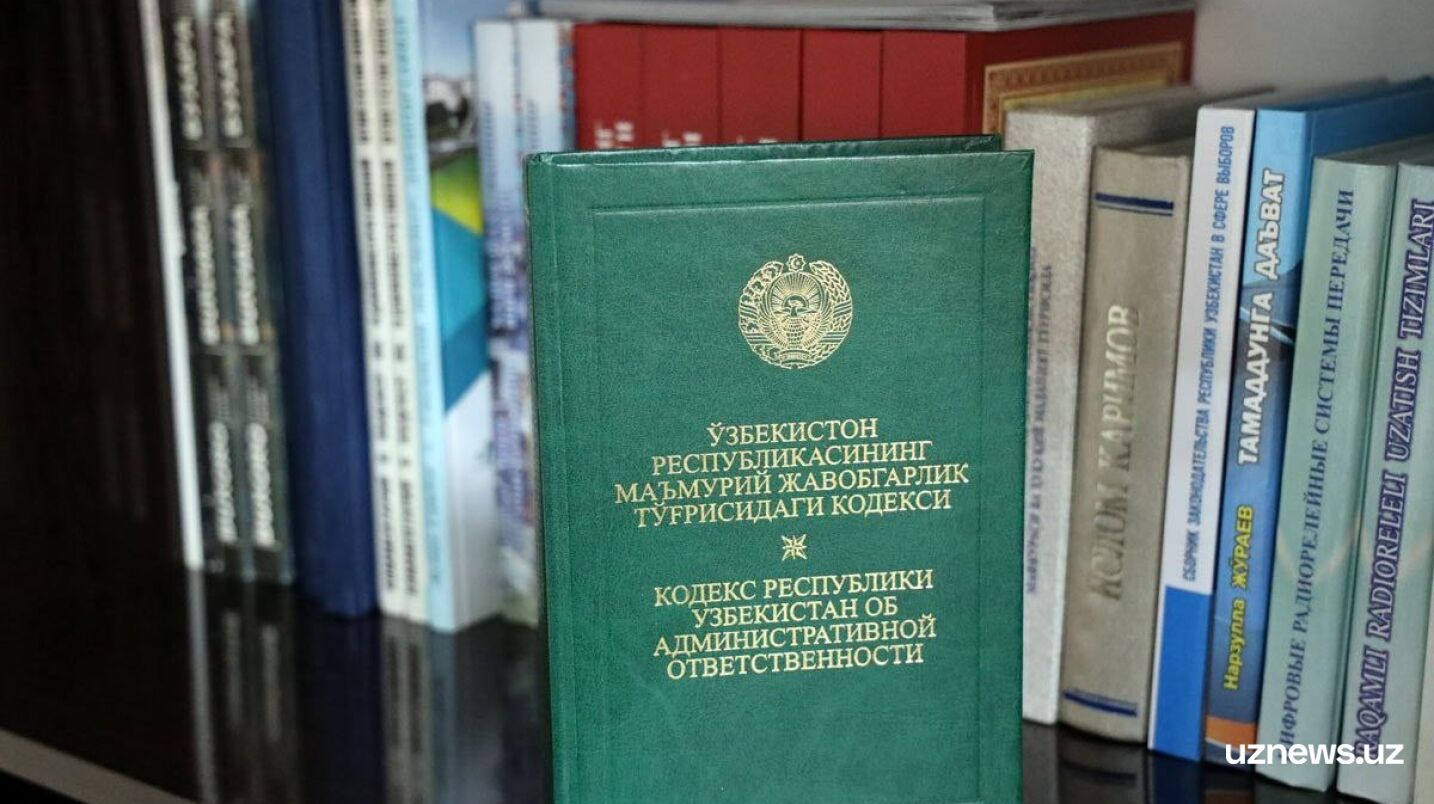 ЎЗБЕКИСТОН
РЕСПУБЛИКАСИНИНГ
МАЪМУРИЙ ЖАВОБГАРЛИК
ТЎҒРИСИДАГИ КОДЕКСИ
КОДЕКС РЕСПУБЛИКИ
УЗБЕКИСТАН ОБ
АДМИНИСТРАТИВНОЙ
ОТВЕТСТВЕННОСТИ
ИСЛОМ КАРИМОВ
СБОРНИК ЗАКОНОДАТЕЛЬСТВА РЕСПУБЛИКИ УЗБЕКИСТАН В СФЕРЕ ВЫБОРОВ
Нарзулла ЖЎРАЕВ ТАМАДДУНГА ДАЪВАТ
ЦИФРОВЫЕ РАДИОРЕЛЕЙНЫЕ СИСТЕМЫ ПЕРЕДАЧИ
RAQAMLI RADIORELELI UZATISH TIZIMLARI
uznews.uz